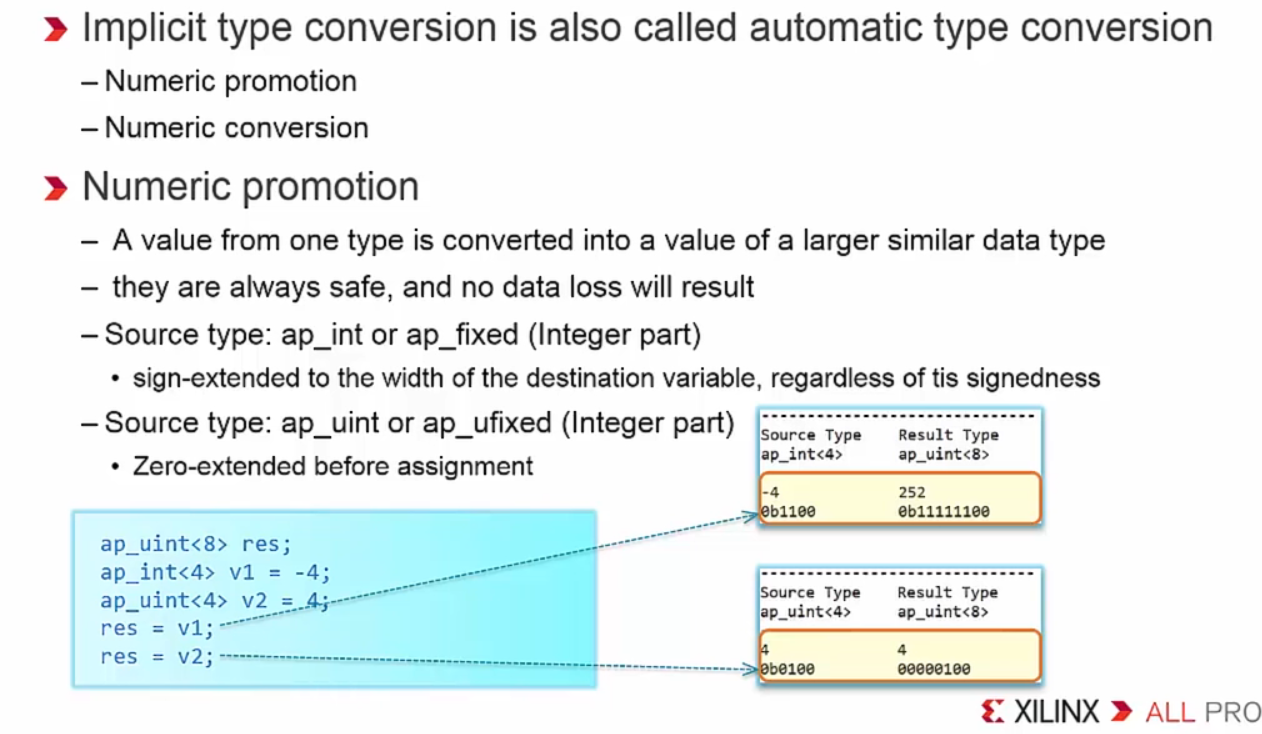 Implicit type conversion is also called automatic type conversion
– Numeric promotion
– Numeric conversion
Numeric promotion
– A value from one type is converted into a value of a larger similar data type
– they are always safe, and no data loss will result
– Source type: ap_int or ap_fixed (Integer part)
• sign-extended to the width of the destination variable, regardless of tis signedness
– Source type: ap_uint or ap_ufixed (Integer part)
• Zero-extended before assignment
ap_uint<8> res;
ap_int<4> v1 = -4;
ap_uint<4> v2 = 4;
res = v1;
res = v2;
Source Type Result Type
ap_int<4> ap_uint<8>
-4 252
0b1100 0b11111100
Source Type Result Type
ap_uint<4> ap_uint<8>
4 4
0b0100 00000100
XILINX ALL PRO